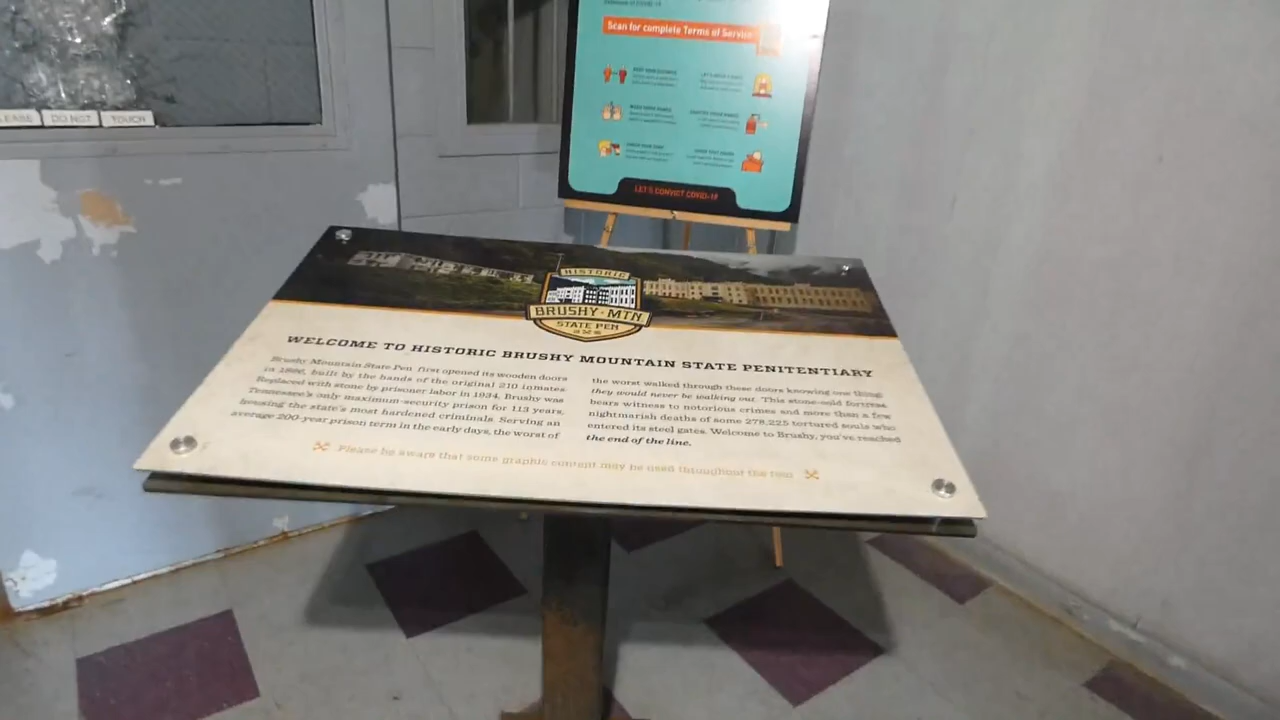 Scan for complete Terms of Service
LEASE DO NOT TOUCH
LET'S CONVICT COVID-19
HISTORIC
BRUSHY MTN.
STATE PEN
WELCOME TO HISTORIC BRUSHY MOUNTAIN STATE PENITENTIARY
Brushy Mountain State Pen first opened its wooden doors
in 1896, built by the hands of the original 210 inmates.
Replaced with stone by prisoner labor in 1934, Brushy was
Tennessee's only maximum-security prison for 113 years,
housing the state's most hardened criminals. Serving an
average 200-year prison term in the early days, the worst of
the worst walked through these doors knowing one thing:
they would never be walking out. This stone-cold fortress
bears witness to notorious crimes and more than a few
nightmarish deaths of some 278,225 tortured souls who
entered its steel gates. Welcome to Brushy, you've reached
the end of the line.
Please be aware that some graphic content may be used throughout the tour.